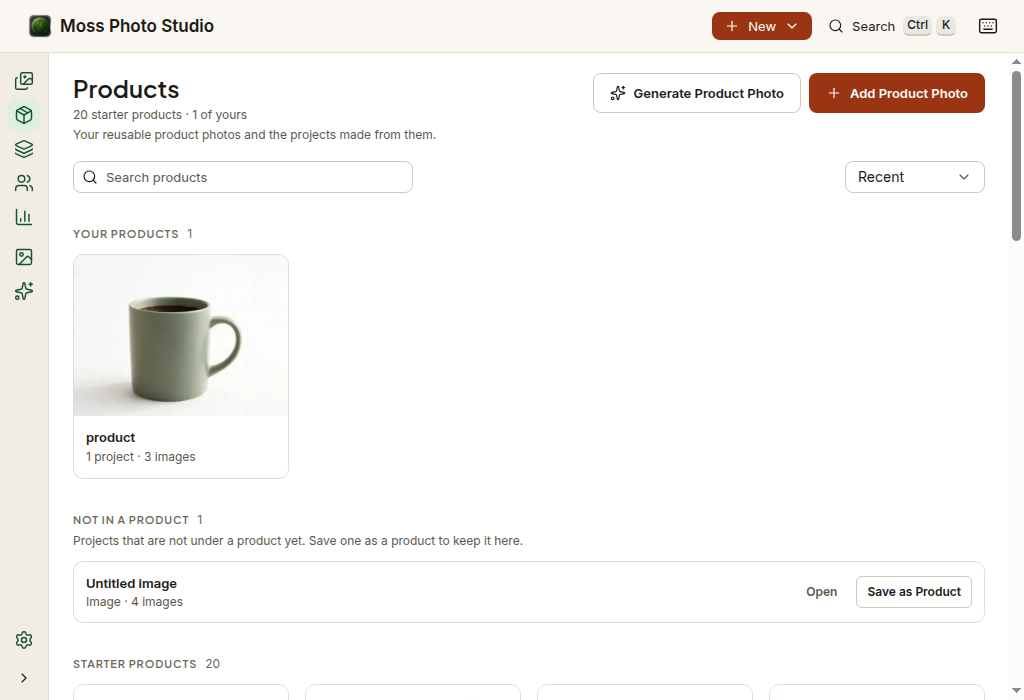 Moss Photo Studio
New
Search
Ctrl
K
Products
20 starter products · 1 of yours
Your reusable product photos and the projects made from them.
Generate Product Photo
Add Product Photo
Search products
Recent
YOUR PRODUCTS 1
product
1 project · 3 images
NOT IN A PRODUCT 1
Projects that are not under a product yet. Save one as a product to keep it here.
Untitled image
Image · 4 images
Open
Save as Product
STARTER PRODUCTS 20